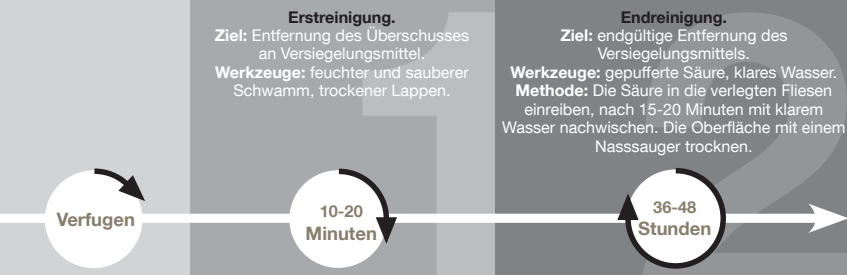 Erstreinigung.
Ziel: Entfernung des Überschusses
an Versiegelungsmittel.
Werkzeuge: feuchter und sauberer
Schwamm, trockener Lappen.
1
Endreinigung.
Ziel: endgültige Entfernung des
Versiegelungsmittels.
Werkzeuge: gepufferte Säure, klares Wasser.
Methode: Die Säure in die verlegten Fliesen
einreiben, nach 15-20 Minuten mit klarem
Wasser nachwischen. Die Oberfläche mit einem
Nasssauger trocknen.
2
Verfugen
10-20
Minuten
36-48
Stunden